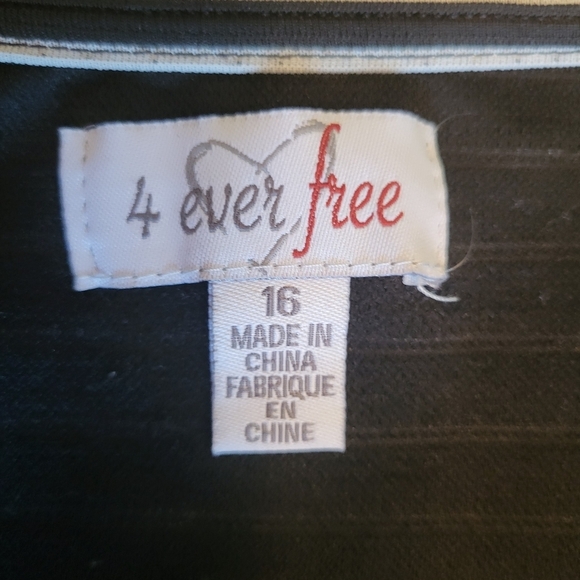 4 ever free
16
MADE IN
CHINA
FABRIQUE
EN
CHINE